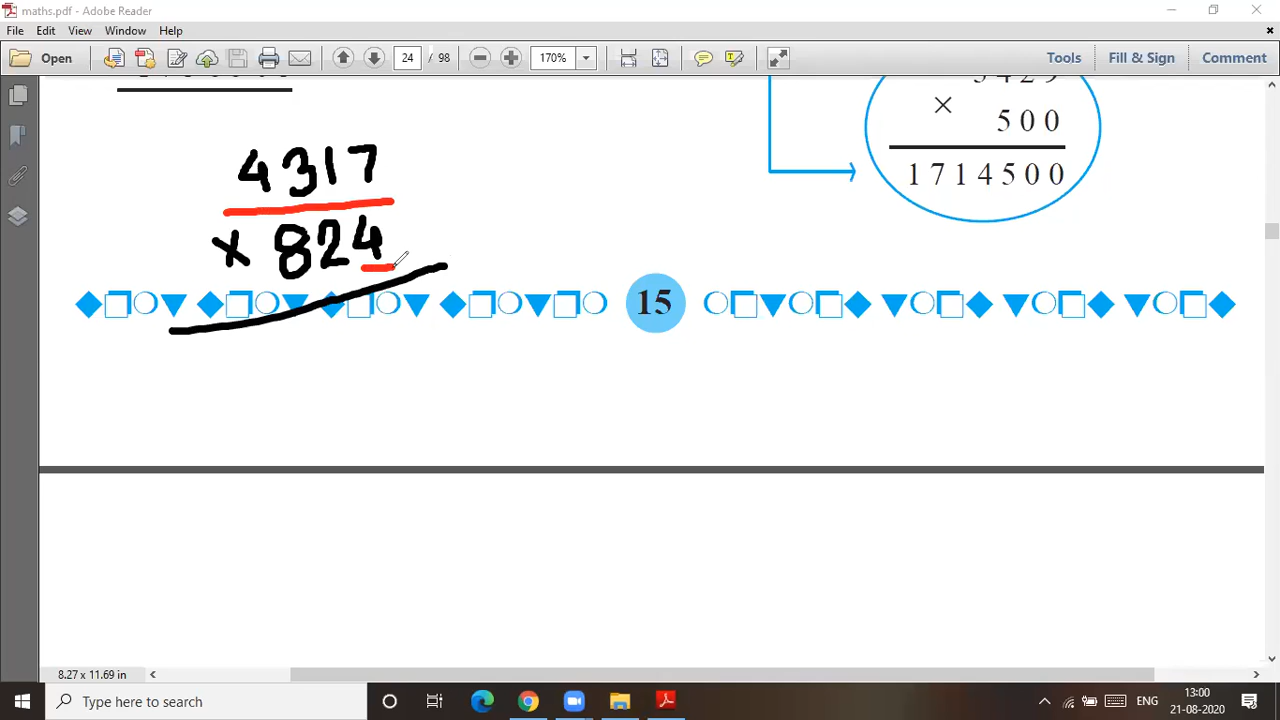 maths.pdf - Adobe Reader
File Edit View Window Help
Open 24 / 98 170% Tools Fill & Sign Comment
3429
× 500
1714500
4317
× 824
15
8.27 x 11.69 in
Type here to search
ENG
13:00
21-08-2020